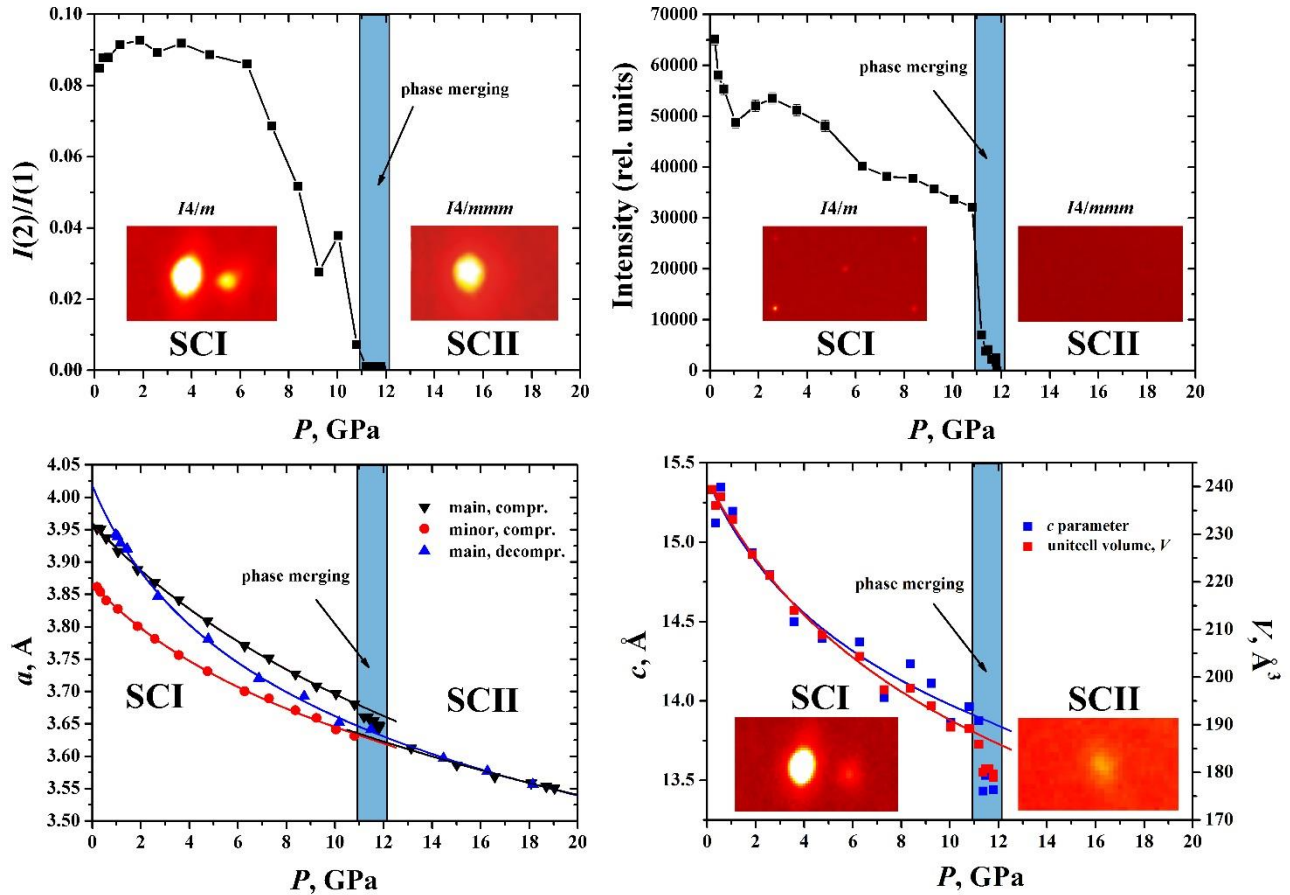 0.10
0.08
0.06
0.04
0.02
0.00
I(2)/I(1)
phase merging
I4/m
I4/mmm
SCI
SCII
0 2 4 6 8 10 12 14 16 18 20
P, GPa
70000
60000
50000
40000
30000
20000
10000
0
Intensity (rel. units)
phase merging
I4/m
I4/mmm
SCI
SCII
0 2 4 6 8 10 12 14 16 18 20
P, GPa
4.05
4.00
3.95
3.90
3.85
3.80
3.75
3.70
3.65
3.60
3.55
3.50
a, Å
main, compr.
minor, compr.
main, decompr.
phase merging
SCI
SCII
0 2 4 6 8 10 12 14 16 18 20
P, GPa
15.5
15.0
14.5
14.0
13.5
c, Å
c parameter
unitcell volume, V
phase merging
SCI
SCII
240
230
220
210
200
190
180
170
V, Å3
0 2 4 6 8 10 12 14 16 18 20
P, GPa